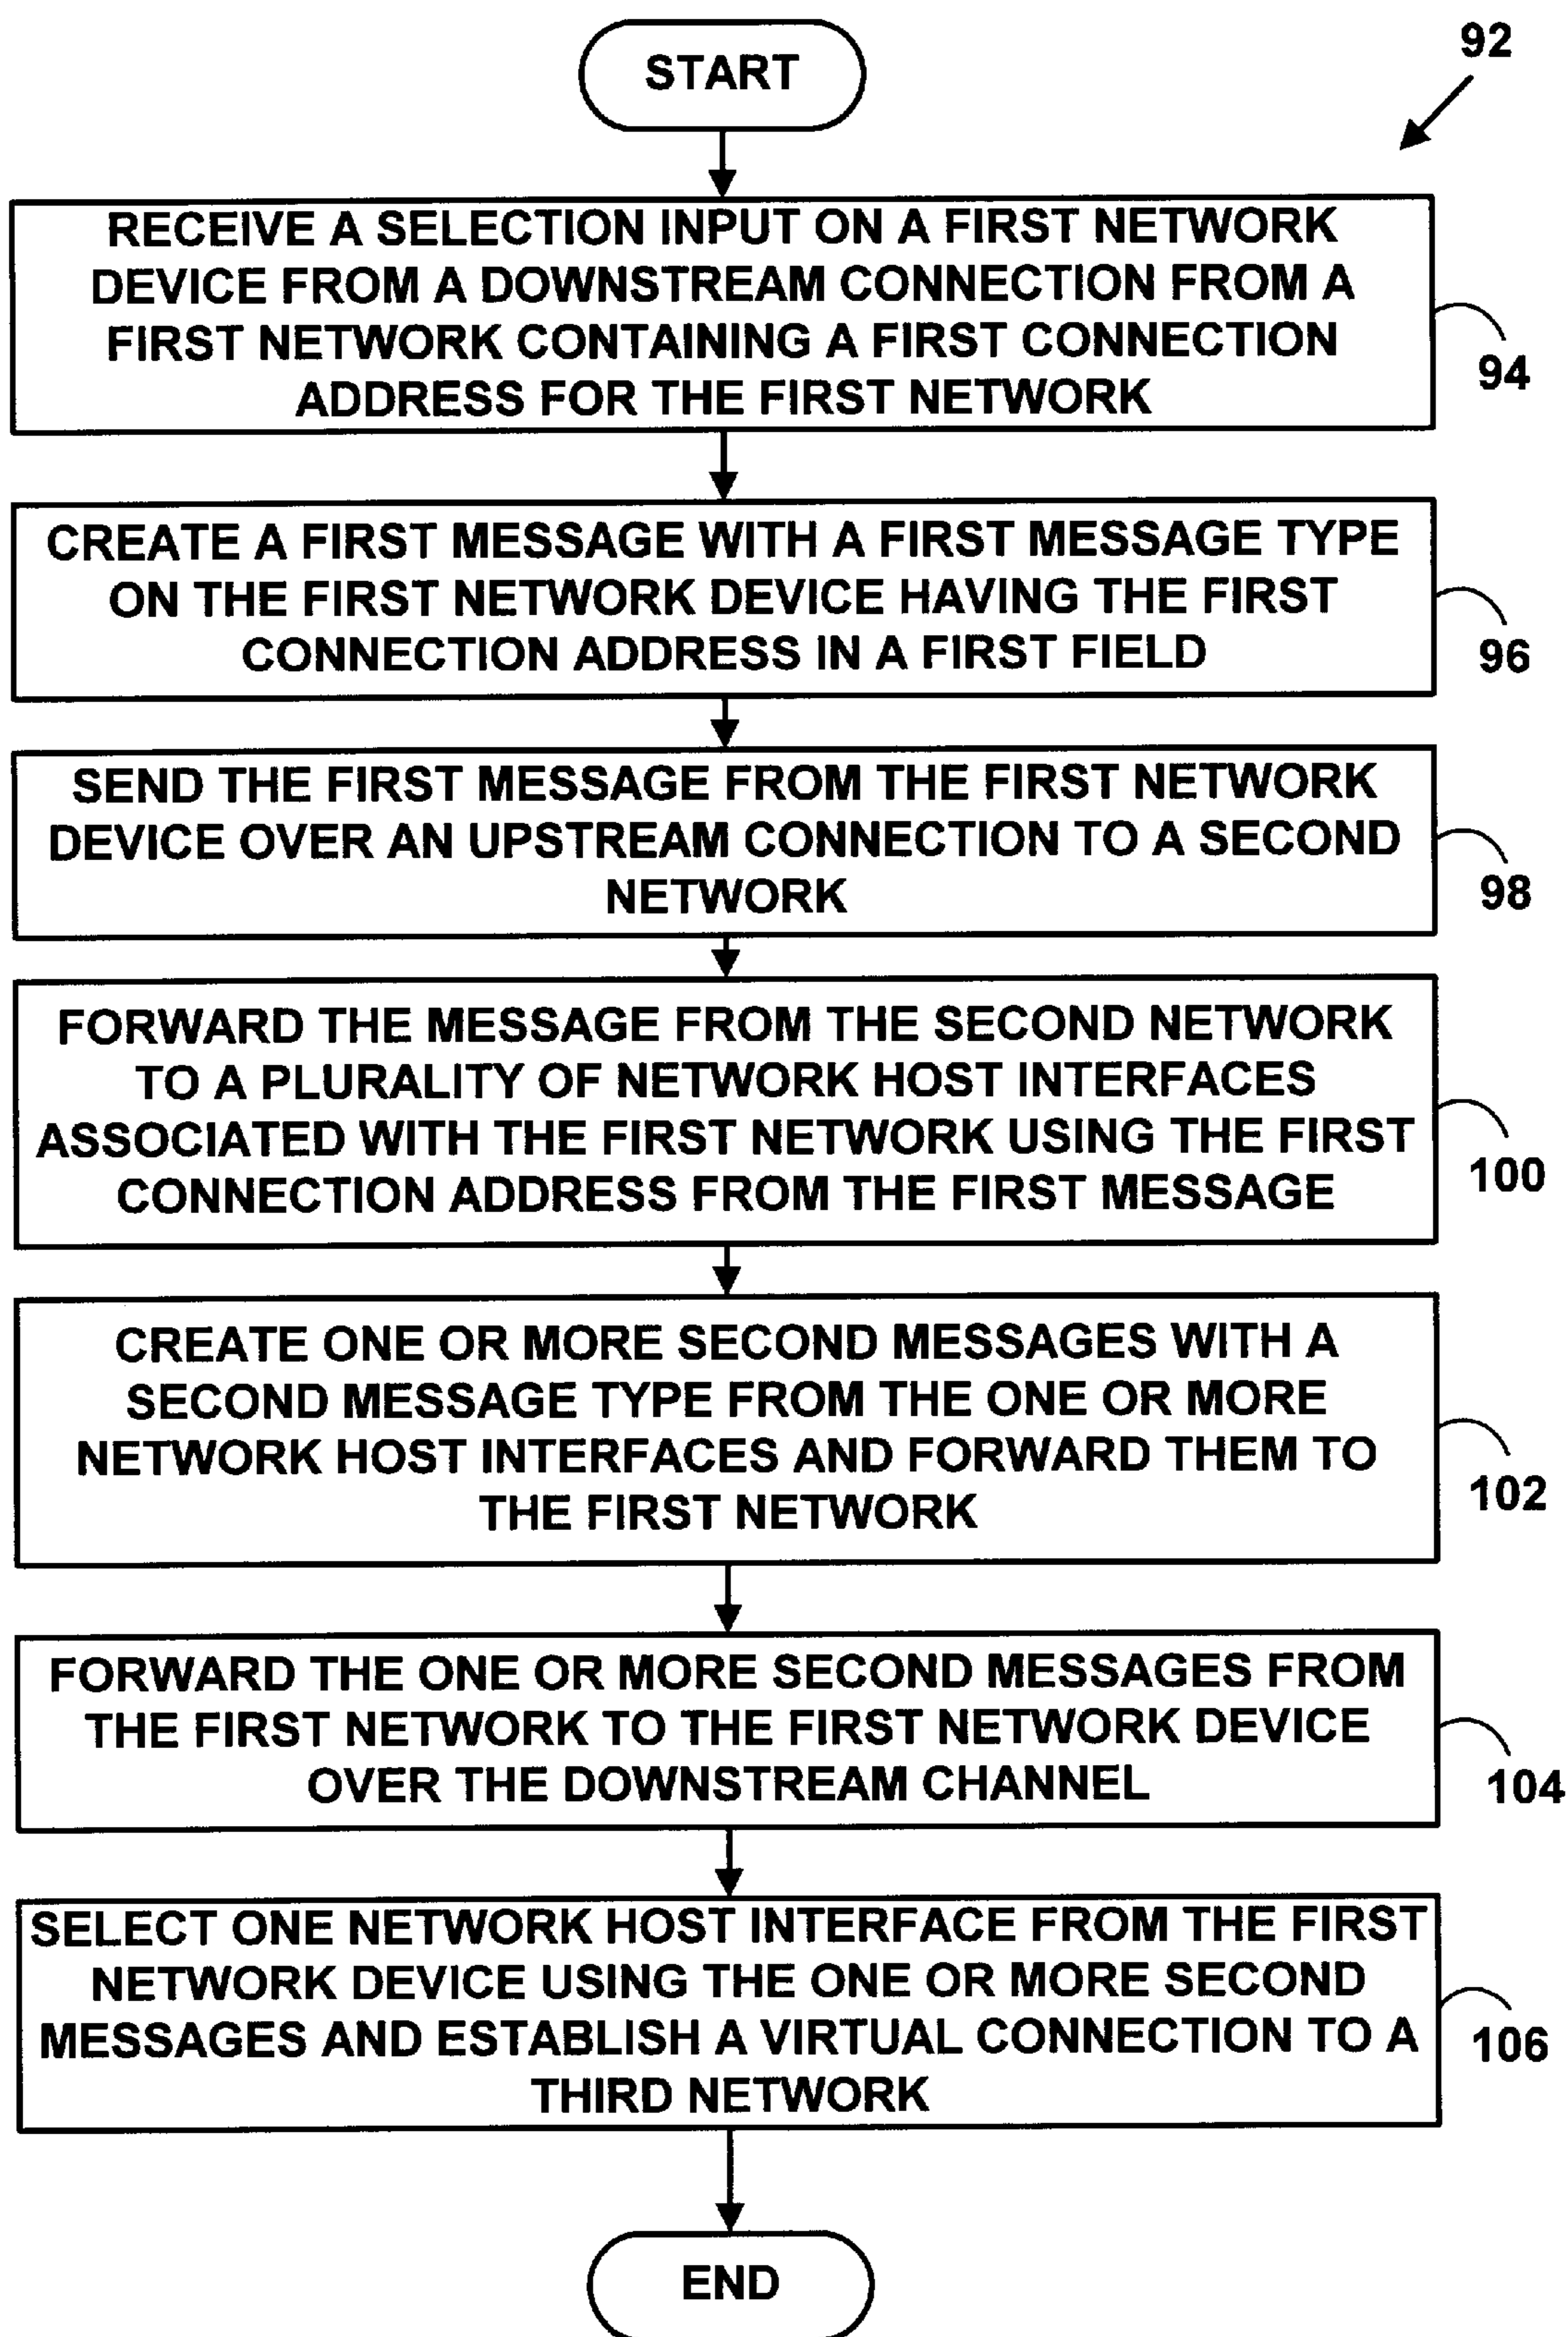 START
92
RECEIVE A SELECTION INPUT ON A FIRST NETWORK
DEVICE FROM A DOWNSTREAM CONNECTION FROM A
FIRST NETWORK CONTAINING A FIRST CONNECTION
ADDRESS FOR THE FIRST NETWORK
94
CREATE A FIRST MESSAGE WITH A FIRST MESSAGE TYPE
ON THE FIRST NETWORK DEVICE HAVING THE FIRST
CONNECTION ADDRESS IN A FIRST FIELD
96
SEND THE FIRST MESSAGE FROM THE FIRST NETWORK
DEVICE OVER AN UPSTREAM CONNECTION TO A SECOND
NETWORK
98
FORWARD THE MESSAGE FROM THE SECOND NETWORK
TO A PLURALITY OF NETWORK HOST INTERFACES
ASSOCIATED WITH THE FIRST NETWORK USING THE FIRST
CONNECTION ADDRESS FROM THE FIRST MESSAGE
100
CREATE ONE OR MORE SECOND MESSAGES WITH A
SECOND MESSAGE TYPE FROM THE ONE OR MORE
NETWORK HOST INTERFACES AND FORWARD THEM TO
THE FIRST NETWORK
102
FORWARD THE ONE OR MORE SECOND MESSAGES FROM
THE FIRST NETWORK TO THE FIRST NETWORK DEVICE
OVER THE DOWNSTREAM CHANNEL
104
SELECT ONE NETWORK HOST INTERFACE FROM THE FIRST
NETWORK DEVICE USING THE ONE OR MORE SECOND
MESSAGES AND ESTABLISH A VIRTUAL CONNECTION TO A
THIRD NETWORK
106
END